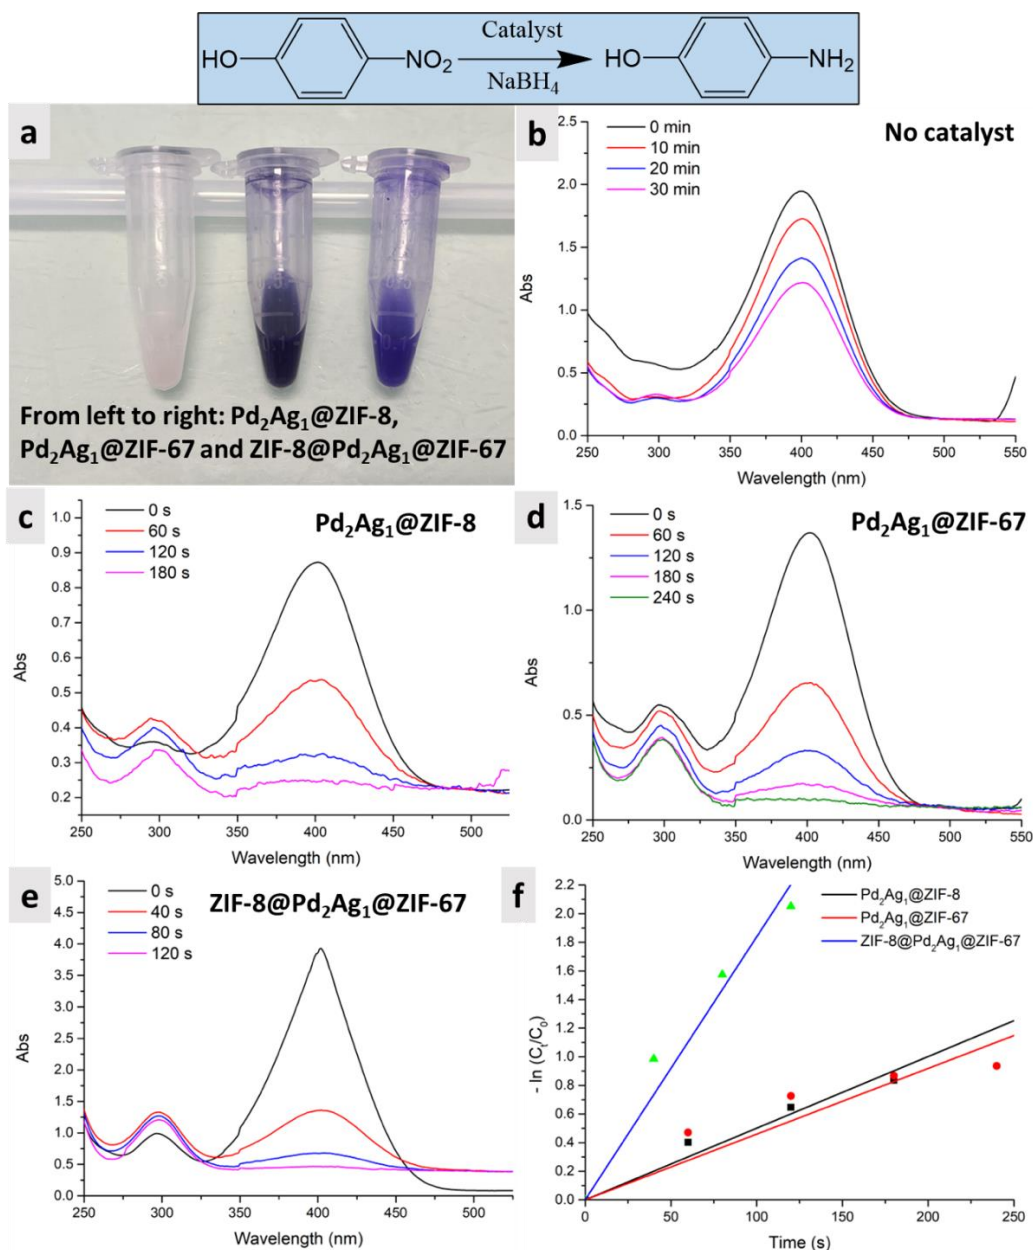 Catalyst
HO
NO₂
NaBH₄
HO
NH₂
a
From left to right: Pd₂Ag₁@ZIF-8,
Pd₂Ag₁@ZIF-67 and ZIF-8@Pd₂Ag₁@ZIF-67
b
No catalyst
0 min
10 min
20 min
30 min
Abs
2.5
2.0
1.5
1.0
0.5
0.0
250 300 350 400 450 500 550
Wavelength (nm)
c
Pd₂Ag₁@ZIF-8
0 s
60 s
120 s
180 s
Abs
1.0
0.9
0.8
0.7
0.6
0.5
0.4
0.3
0.2
250 300 350 400 450 500
Wavelength (nm)
d
Pd₂Ag₁@ZIF-67
0 s
60 s
120 s
180 s
240 s
Abs
1.5
1.0
0.5
0.0
250 300 350 400 450 500 550
Wavelength (nm)
e
ZIF-8@Pd₂Ag₁@ZIF-67
0 s
40 s
80 s
120 s
Abs
5.0
4.5
4.0
3.5
3.0
2.5
2.0
1.5
1.0
0.5
0.0
250 300 350 400 450 500
Wavelength (nm)
f
Pd₂Ag₁@ZIF-8
Pd₂Ag₁@ZIF-67
ZIF-8@Pd₂Ag₁@ZIF-67
- ln (Cₜ/C₀)
2.2
2.0
1.8
1.6
1.4
1.2
1.0
0.8
0.6
0.4
0.2
0.0
0 50 100 150 200 250
Time (s)